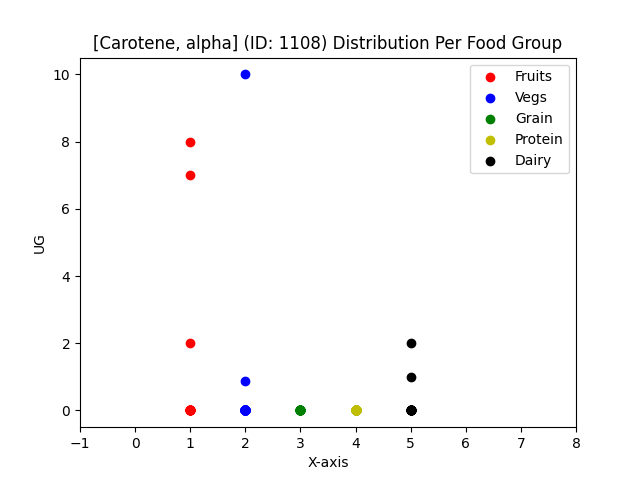 [Carotene, alpha] (ID: 1108) Distribution Per Food Group
Fruits
Vegs
Grain
Protein
Dairy
UG
10
8
6
4
2
0
−1 0 1 2 3 4 5 6 7 8
X-axis